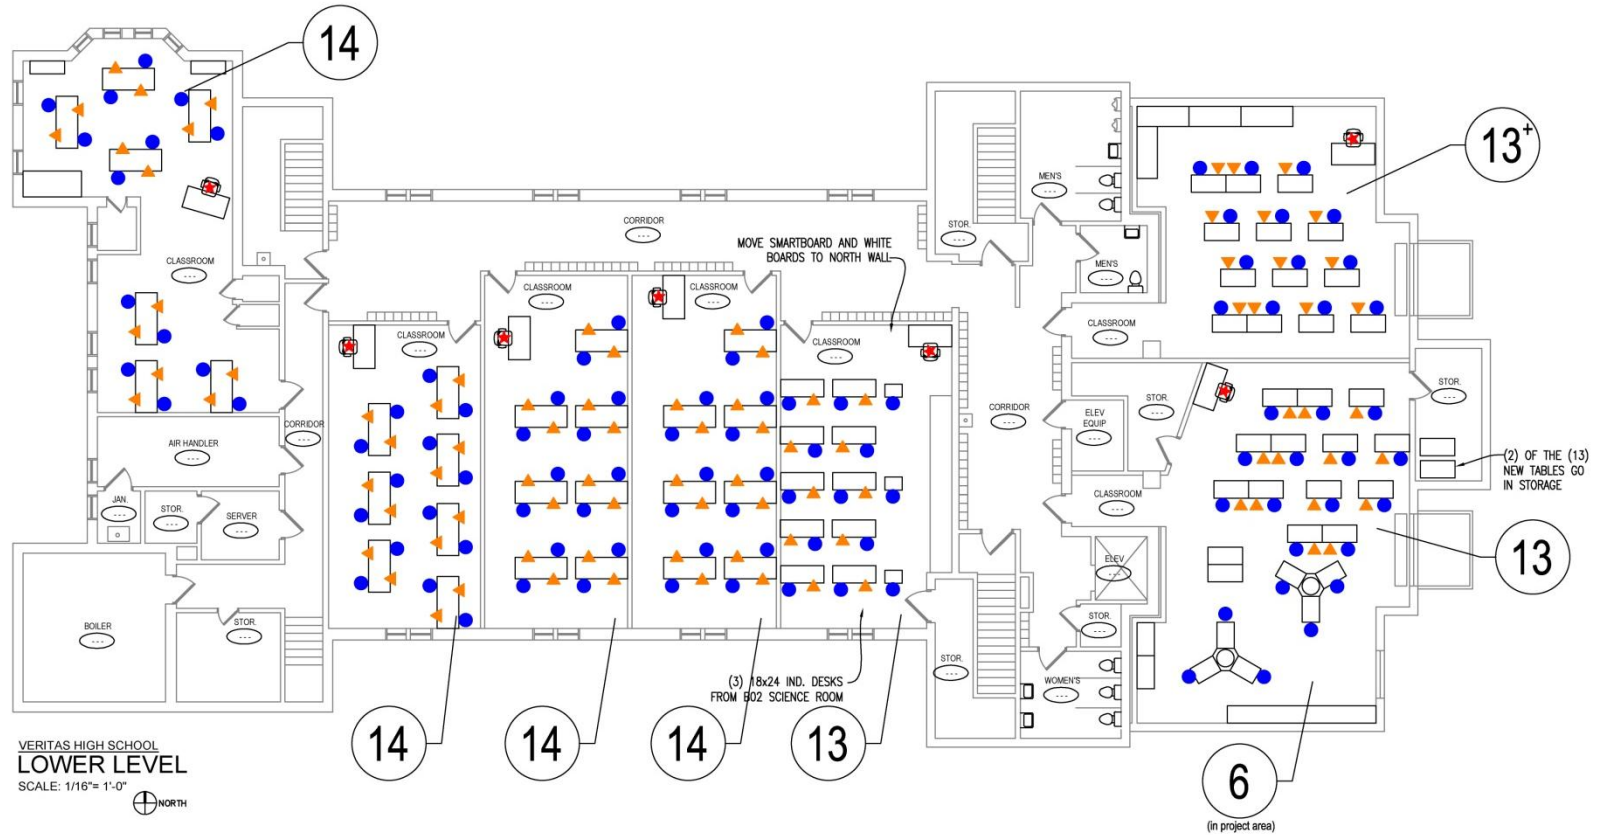 14
13+
MEN'S
STOR.
---
CORRIDOR
---
MOVE SMARTBOARD AND WHITE
BOARDS TO NORTH WALL
MEN'S
---
CLASSROOM
---
CLASSROOM
---
CLASSROOM
---
CLASSROOM
---
CLASSROOM
---
CLASSROOM
---
STOR.
---
STOR.
---
CORRIDOR
---
ELEV
EQUIP
---
CORRIDOR
---
AIR HANDLER
---
(2) OF THE (13)
NEW TABLES GO
IN STORAGE
JAN.
---
STOR.
---
SERVER
---
CLASSROOM
---
13
ELEV
---
BOILER
---
STOR.
---
STOR.
---
STOR.
---
WOMEN'S
---
(3) 18x24 IND. DESKS
FROM B02 SCIENCE ROOM
14
14
14
13
6
(in project area)
VERITAS HIGH SCHOOL
LOWER LEVEL
SCALE: 1/16"= 1'-0"
NORTH